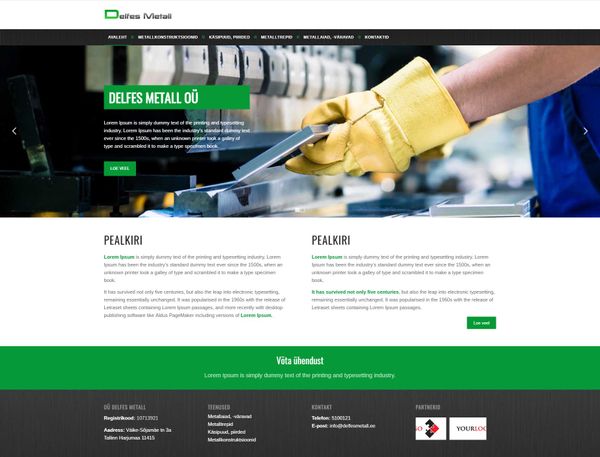 Delfes Metall
AVALEHT
METALLKONSTRUKTSIOONID
KÄSIPUUD, PIIRDED
METALLTREPID
METALLAIAD, -VÄRAVAD
KONTAKTID
DELFES METALL OÜ
Lorem Ipsum is simply dummy text of the printing and typesetting
industry. Lorem Ipsum has been the industry's standard dummy text
ever since the 1500s, when an unknown printer took a galley of
type and scrambled it to make a type specimen book.
LOE VEEL
PEALKIRI
Lorem Ipsum is simply dummy text of the printing and typesetting industry. Lorem
Ipsum has been the industry's standard dummy text ever since the 1500s, when an
unknown printer took a galley of type and scrambled it to make a type specimen
book.
It has survived not only five centuries, but also the leap into electronic typesetting,
remaining essentially unchanged. It was popularised in the 1960s with the release of
Letraset sheets containing Lorem Ipsum passages, and more recently with desktop
publishing software like Aldus PageMaker including versions of Lorem Ipsum.
PEALKIRI
Lorem Ipsum is simply dummy text of the printing and typesetting industry. Lorem
Ipsum has been the industry's standard dummy text ever since the 1500s, when an
unknown printer took a galley of type and scrambled it to make a type specimen
book.
It has survived not only five centuries, but also the leap into electronic typesetting,
remaining essentially unchanged. It was popularised in the 1960s with the release of
Letraset sheets containing Lorem Ipsum passages.
Loe veel
Võta ühendust
Lorem Ipsum is simply dummy text of the printing and typesetting industry.
OÜ DELFES METALL
Registrikood: 10713921
Aadress: Väike-Sõjamäe tn 3a
Tallinn Harjumaa 11415
TEENUSED
Metallaiad, -väravad
Metalltrepid
Käsipuud, piirded
Metallkonstruktsioonid
KONTAKT
Telefon: 5100121
E-post: info@delfesmetall.ee
PARTNERID
GO
YOURLOG